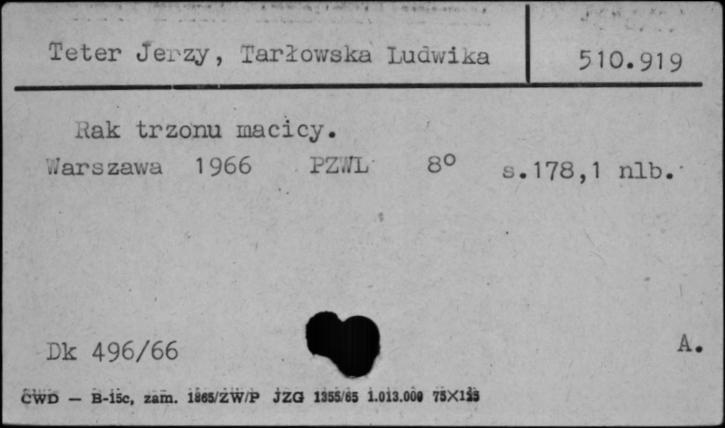 Teter Jerzy, Tarłowska Ludwika 510.919
Rak trzonu macicy.
Warszawa 1966 PZWL 8° s.178,1 nlb.
Dk 496/66 A.
CWD — B-15c, zam. 1865/ZW/P JZG 1355/65 1.013.000 75X125